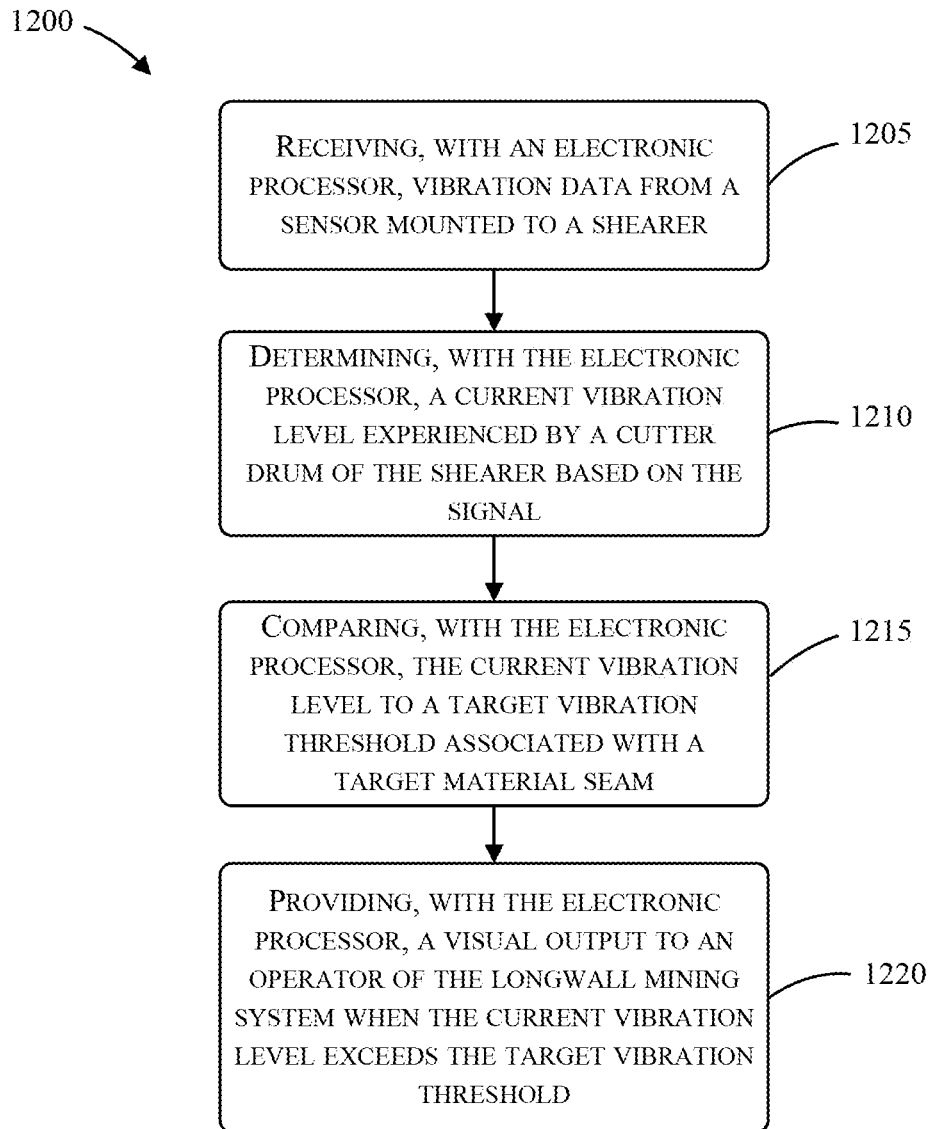 1200
RECEIVING, WITH AN ELECTRONIC
PROCESSOR, VIBRATION DATA FROM A
SENSOR MOUNTED TO A SHEARER
1205
DETERMINING, WITH THE ELECTRONIC
PROCESSOR, A CURRENT VIBRATION
LEVEL EXPERIENCED BY A CUTTER
DRUM OF THE SHEARER BASED ON THE
SIGNAL
1210
COMPARING, WITH THE ELECTRONIC
PROCESSOR, THE CURRENT VIBRATION
LEVEL TO A TARGET VIBRATION
THRESHOLD ASSOCIATED WITH A
TARGET MATERIAL SEAM
1215
PROVIDING, WITH THE ELECTRONIC
PROCESSOR, A VISUAL OUTPUT TO AN
OPERATOR OF THE LONGWALL MINING
SYSTEM WHEN THE CURRENT VIBRATION
LEVEL EXCEEDS THE TARGET VIBRATION
THRESHOLD
1220